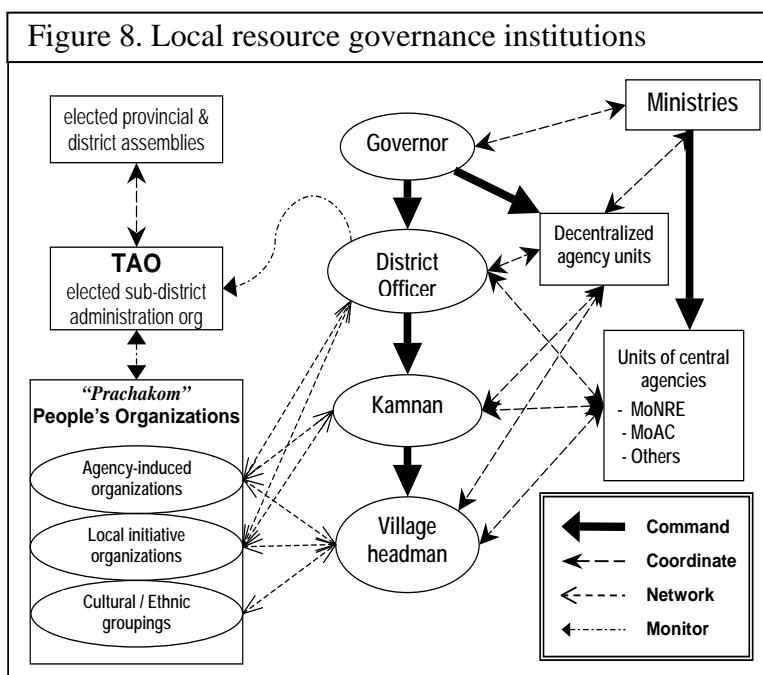 Figure 8. Local resource governance institutions
elected provincial &
district assemblies
Governor
Ministries
TAO
elected sub-district
administration org
District
Officer
Decentralized
agency units
"Prachakom"
People's Organizations
Agency-induced
organizations
Local initiative
organizations
Cultural / Ethnic
groupings
Kamnan
Village
headman
Units of central
agencies
- MoNRE
- MoAC
- Others
Command
Coordinate
Network
Monitor